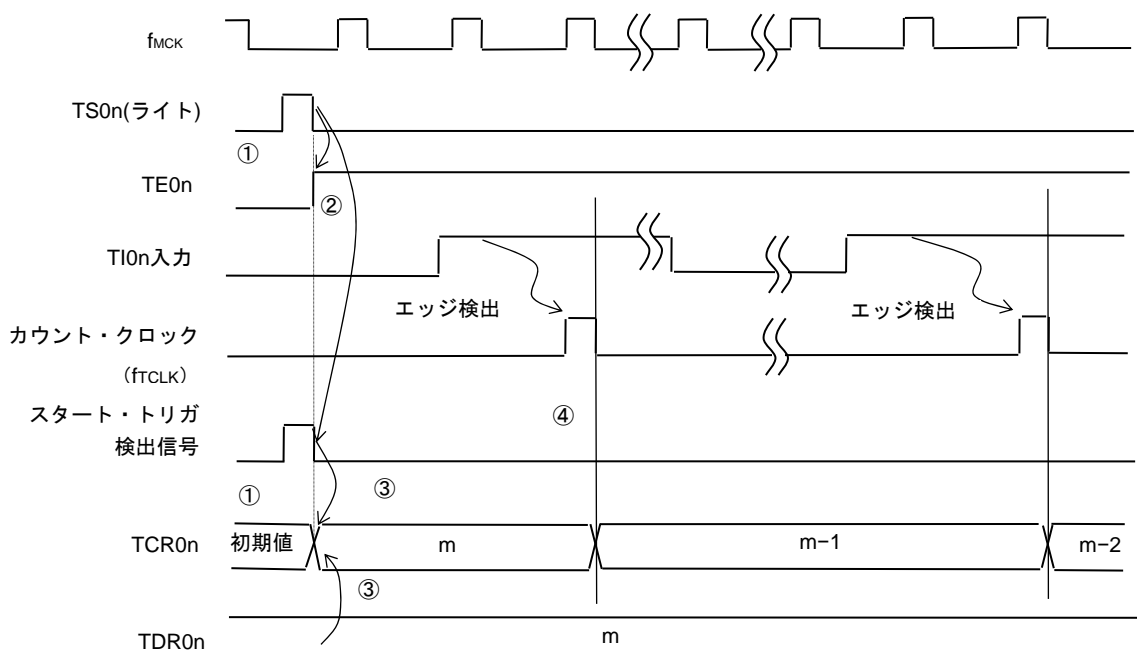 fMCK
TS0n(ライト)
①
TE0n
②
TI0n入力
エッジ検出
エッジ検出
カウント・クロック
（fTCLK）
スタート・トリガ
検出信号
④
①
③
TCR0n
初期値
m
m−1
m−2
③
TDR0n
m